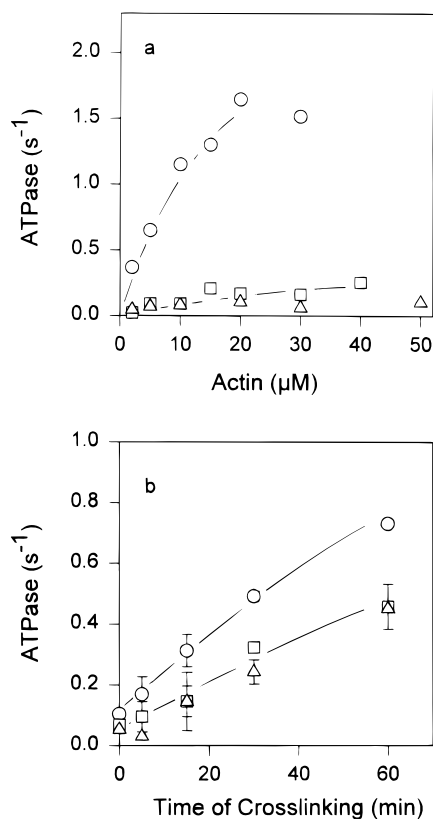 a
2.0
1.5
1.0
0.5
0.0
ATPase (s⁻¹)
0 10 20 30 40 50
Actin (µM)
b
1.0
0.8
0.6
0.4
0.2
0.0
ATPase (s⁻¹)
0 20 40 60
Time of Crosslinking (min)